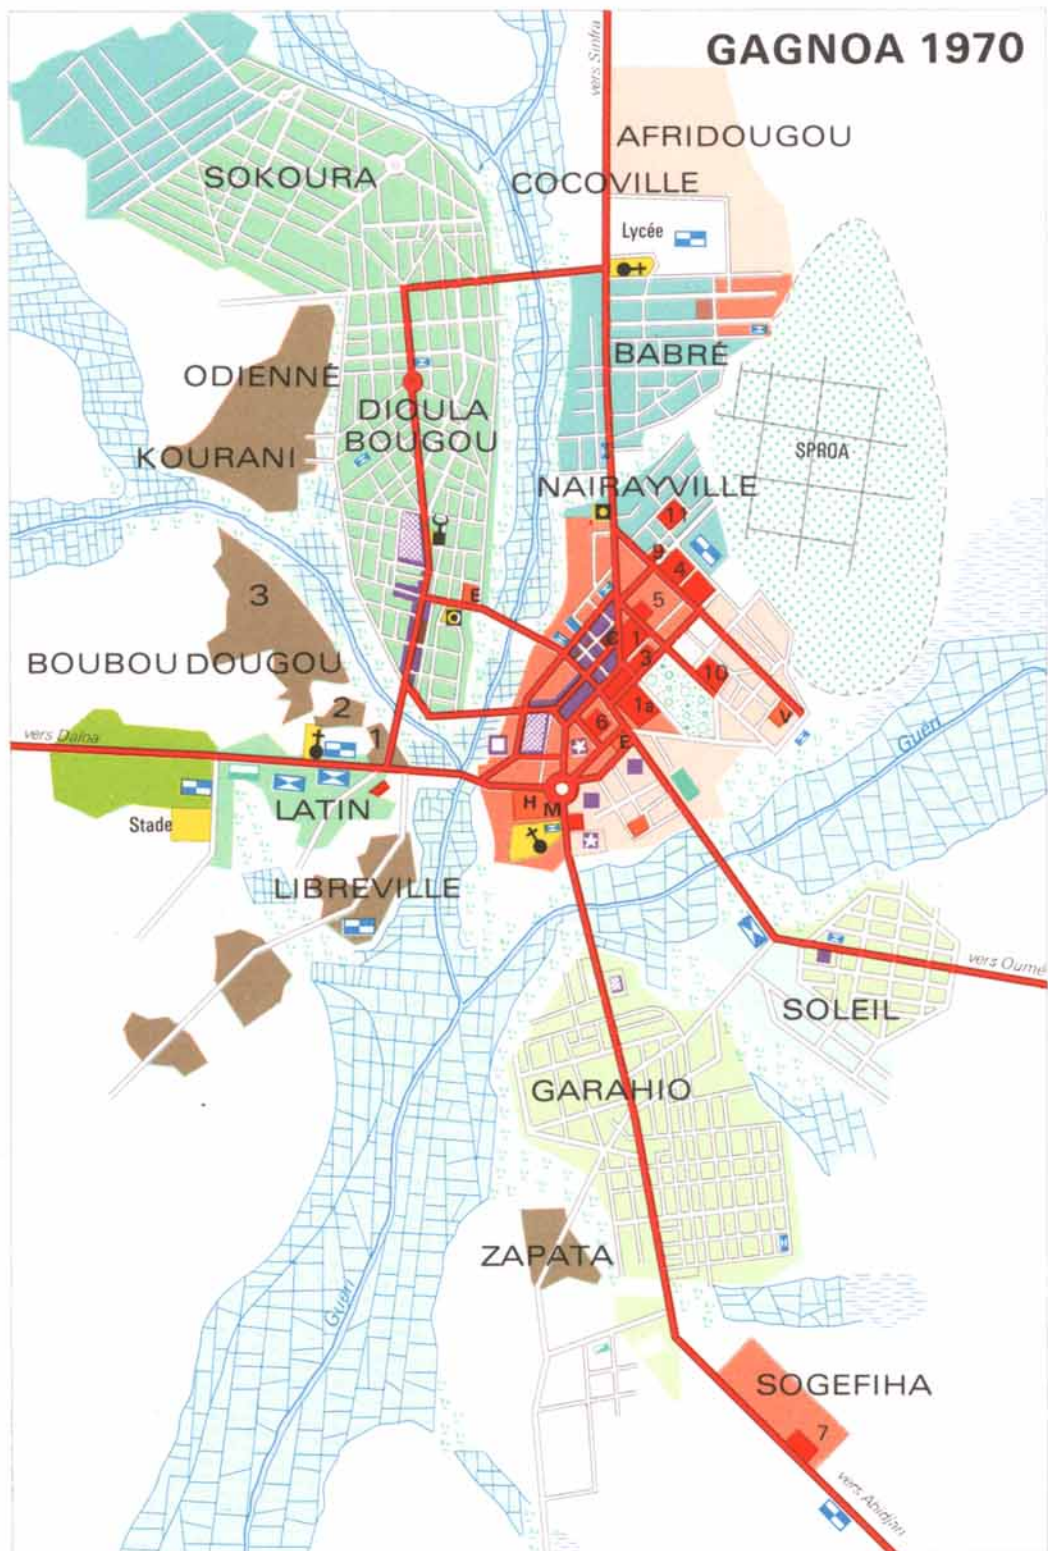 GAGNOA 1970
vers Sinfra
AFRIDOUGOU
COCOVILLE
SOKOURA
Lycée
BABRÉ
ODIENNÉ
DIOULA
BOUGOU
KOURANI
SPROA
NAIRAYVILLE
11
9
4
3
E
5
C
1
3
10
BOUBOU DOUGOU
2
1
1a
6
E
V
vers Daloa
Guéri
H
M
LATIN
Stade
LIBREVILLE
vers Oumé
SOLEIL
GARAHIO
ZAPATA
Guéri
SOGEFIHA
7
vers Abidjan